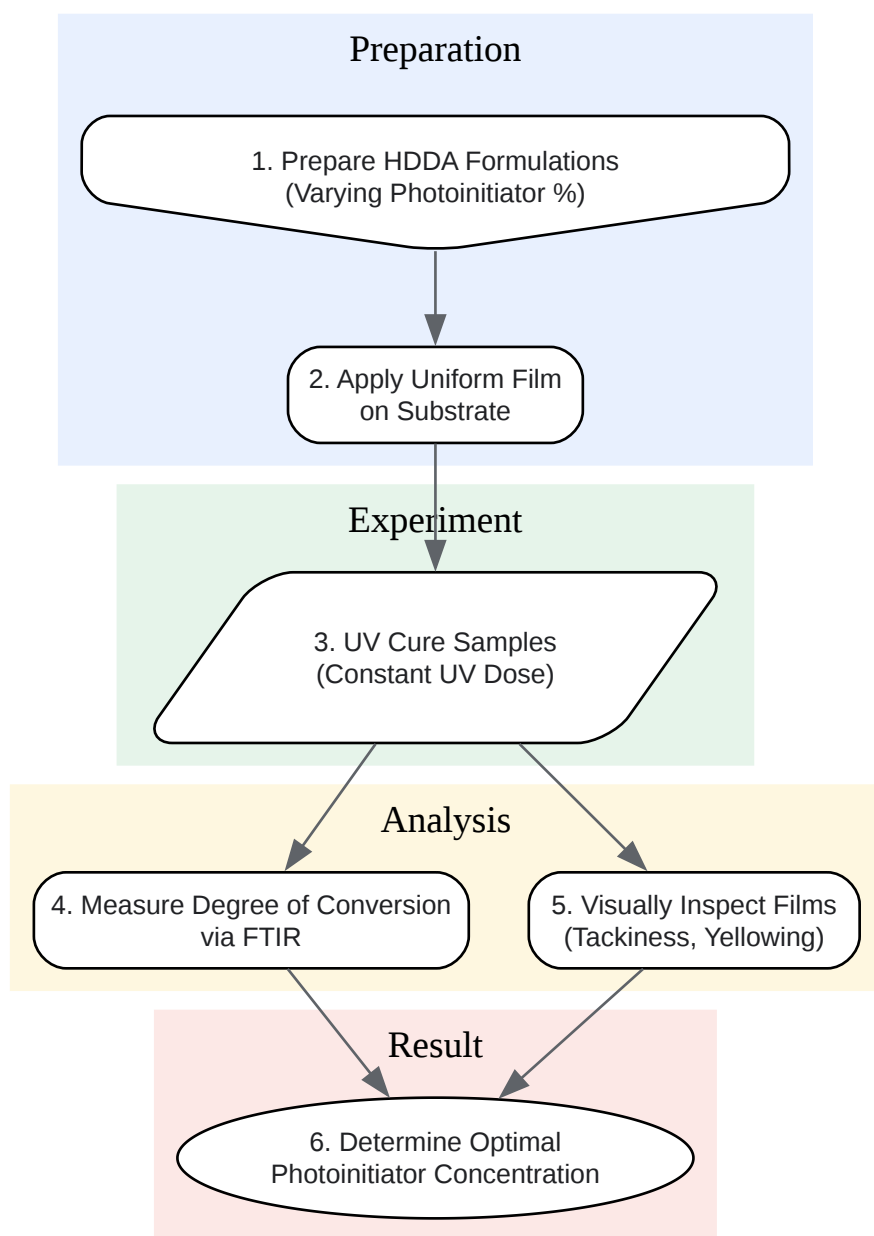 Preparation
1. Prepare HDDA Formulations
(Varying Photoinitiator %)
2. Apply Uniform Film
on Substrate
Experiment
3. UV Cure Samples
(Constant UV Dose)
Analysis
4. Measure Degree of Conversion
via FTIR
5. Visually Inspect Films
(Tackiness, Yellowing)
Result
6. Determine Optimal
Photoinitiator Concentration